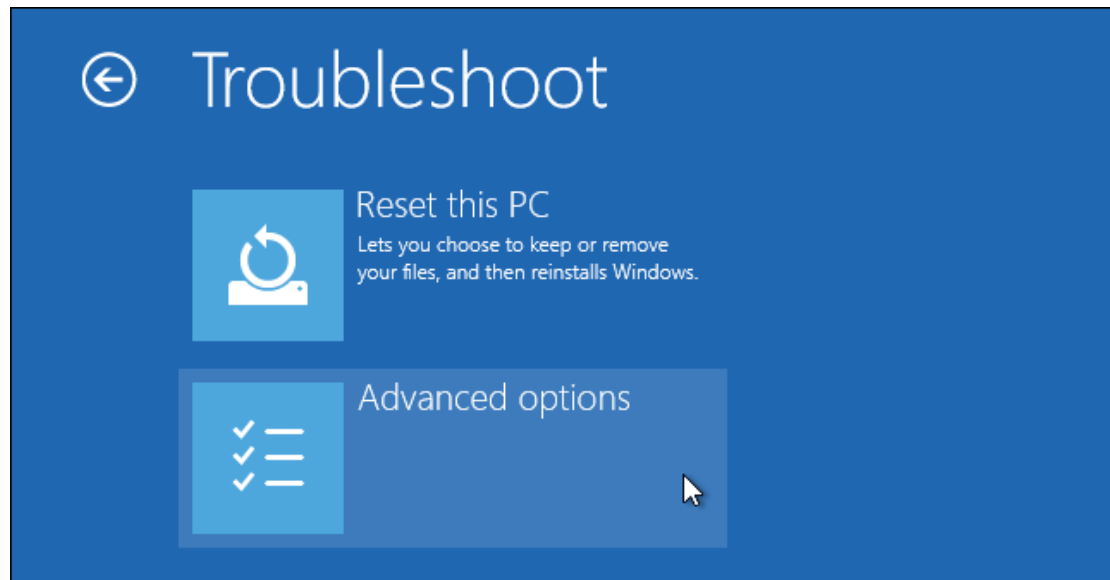 Troubleshoot
Reset this PC
Lets you choose to keep or remove
your files, and then reinstalls Windows.
Advanced options